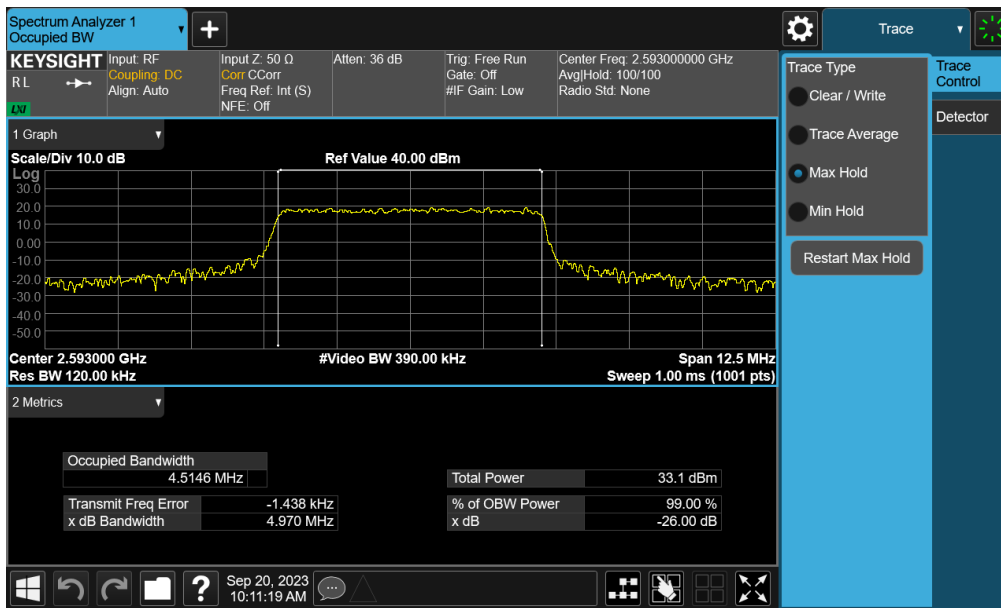 Spectrum Analyzer 1
Occupied BW
+
Trace
KEYSIGHT
R L
LXI
Input: RF
Coupling: DC
Align: Auto
Input Z: 50 Ω
Corr CCorr
Freq Ref: Int (S)
NFE: Off
Atten: 36 dB
Trig: Free Run
Gate: Off
#IF Gain: Low
Center Freq: 2.593000000 GHz
Avg|Hold: 100/100
Radio Std: None
Trace Type
Clear / Write
Trace Average
Max Hold
Min Hold
Restart Max Hold
Trace
Control
Detector
1 Graph
Scale/Div 10.0 dB
Ref Value 40.00 dBm
Log
30.0
20.0
10.0
0.00
-10.0
-20.0
-30.0
-40.0
-50.0
Center 2.593000 GHz
#Video BW 390.00 kHz
Span 12.5 MHz
Res BW 120.00 kHz
Sweep 1.00 ms (1001 pts)
2 Metrics
Occupied Bandwidth
4.5146 MHz
Total Power 33.1 dBm
Transmit Freq Error -1.438 kHz
% of OBW Power 99.00 %
x dB Bandwidth 4.970 MHz
x dB -26.00 dB
?
Sep 20, 2023
10:11:19 AM